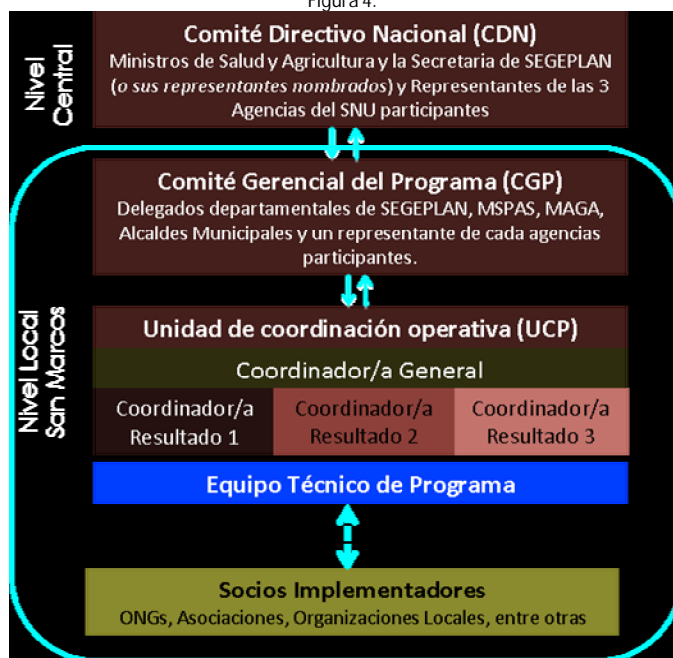 Figura 4.
Nivel
Central
Comité Directivo Nacional (CDN)
Ministros de Salud y Agricultura y la Secretaria de SEGEPLAN
(o sus representantes nombrados) y Representantes de las 3
Agencias del SNU participantes
Nivel Local
San Marcos
Comité Gerencial del Programa (CGP)
Delegados departamentales de SEGEPLAN, MSPAS, MAGA,
Alcaldes Municipales y un representante de cada agencias
participantes.
Unidad de coordinación operativa (UCP)
Coordinador/a General
Coordinador/a
Resultado 1
Coordinador/a
Resultado 2
Coordinador/a
Resultado 3
Equipo Técnico de Programa
Socios Implementadores
ONGs, Asociaciones, Organizaciones Locales, entre otras